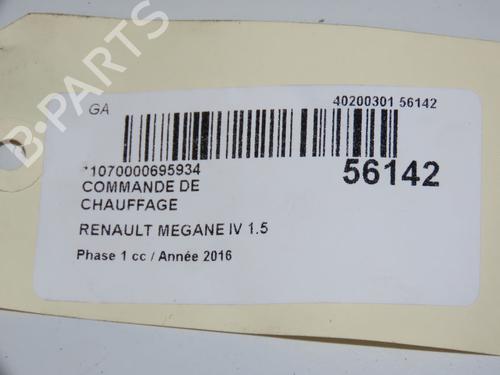 GA
40200301 56142
*1070000695934
56142
COMMANDE DE
CHAUFFAGE
RENAULT MEGANE IV 1.5
Phase 1 cc / Année 2016
B-PARTS